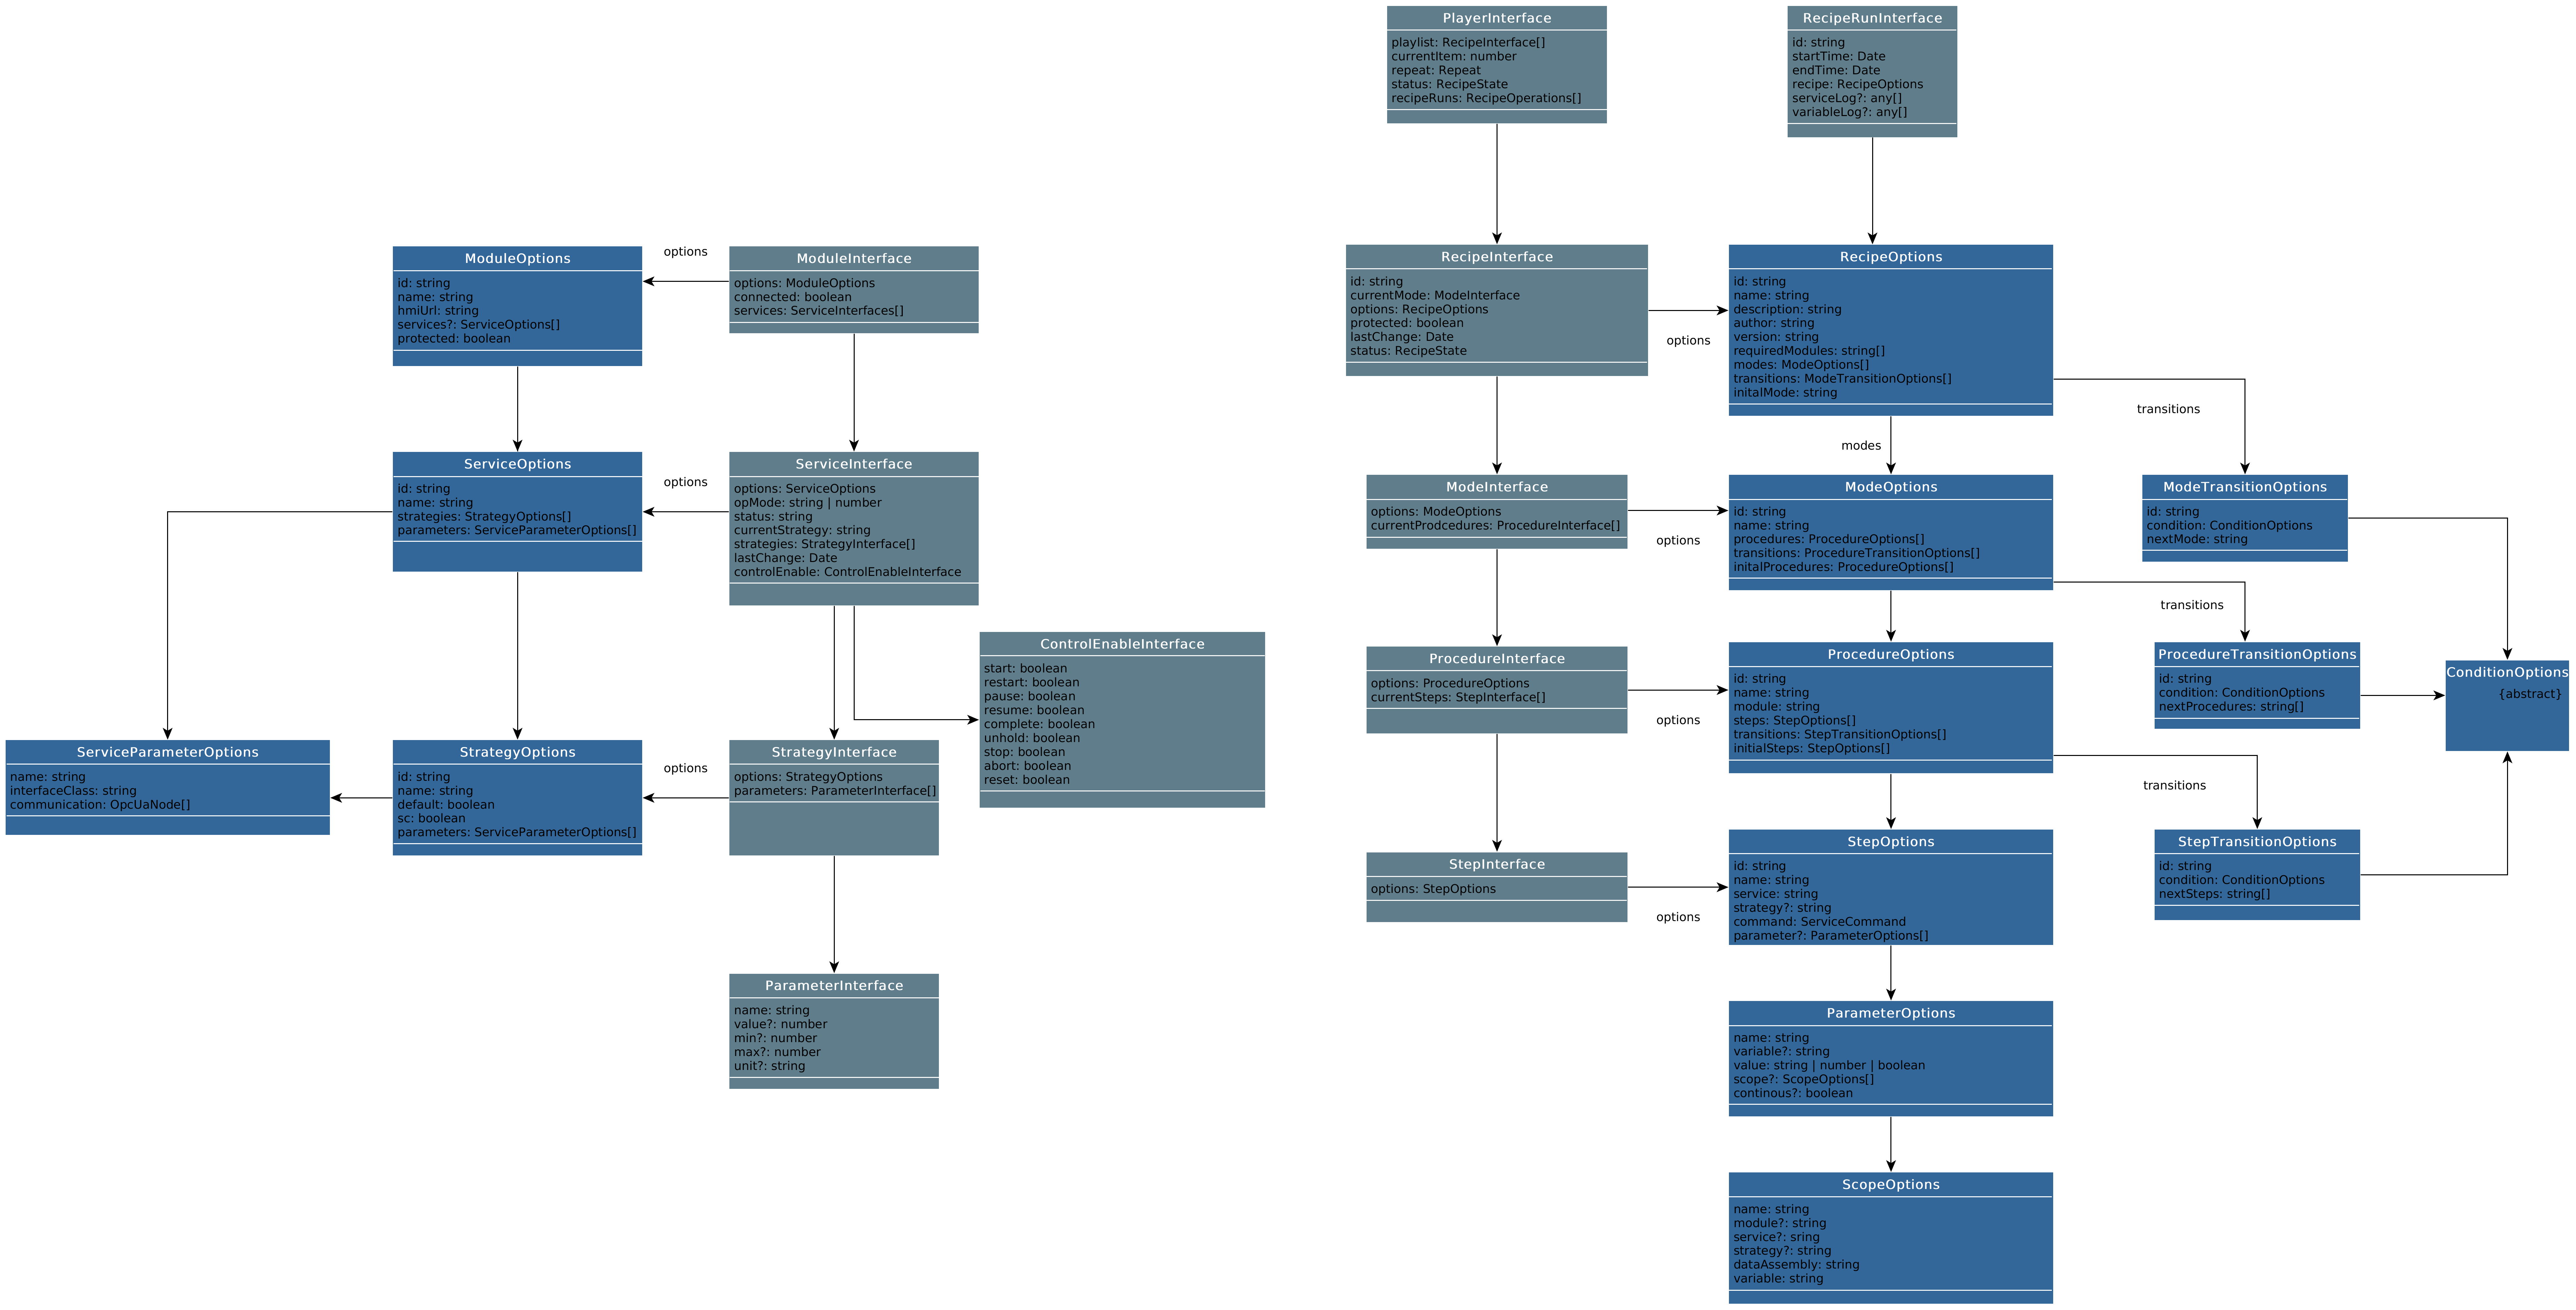 PlayerInterface
playlist: RecipeInterface[]
currentItem: number
repeat: Repeat
status: RecipeState
recipeRuns: RecipeOperations[]
RecipeRunInterface
id: string
startTime: Date
endTime: Date
recipe: RecipeOptions
serviceLog?: any[]
variableLog?: any[]
ModuleOptions
id: string
name: string
hmiUrl: string
services?: ServiceOptions[]
protected: boolean
options
ModuleInterface
options: ModuleOptions
connected: boolean
services: ServiceInterfaces[]
RecipeInterface
id: string
currentMode: ModeInterface
options: RecipeOptions
protected: boolean
lastChange: Date
status: RecipeState
options
RecipeOptions
id: string
name: string
description: string
author: string
version: string
requiredModules: string[]
modes: ModeOptions[]
transitions: ModeTransitionOptions[]
initalMode: string
transitions
modes
ServiceOptions
id: string
name: string
strategies: StrategyOptions[]
parameters: ServiceParameterOptions[]
options
ServiceInterface
options: ServiceOptions
opMode: string | number
status: string
currentStrategy: string
strategies: StrategyInterface[]
lastChange: Date
controlEnable: ControlEnableInterface
ModeInterface
options: ModeOptions
currentProdcedures: ProcedureInterface[]
options
ModeOptions
id: string
name: string
procedures: ProcedureOptions[]
transitions: ProcedureTransitionOptions[]
initalProcedures: ProcedureOptions[]
ModeTransitionOptions
id: string
condition: ConditionOptions
nextMode: string
transitions
ControlEnableInterface
start: boolean
restart: boolean
pause: boolean
resume: boolean
complete: boolean
unhold: boolean
stop: boolean
abort: boolean
reset: boolean
ProcedureInterface
options: ProcedureOptions
currentSteps: StepInterface[]
options
ProcedureOptions
id: string
name: string
module: string
steps: StepOptions[]
transitions: StepTransitionOptions[]
initialSteps: StepOptions[]
ProcedureTransitionOptions
id: string
condition: ConditionOptions
nextProcedures: string[]
ConditionOptions
{abstract}
transitions
ServiceParameterOptions
name: string
interfaceClass: string
communication: OpcUaNode[]
StrategyOptions
id: string
name: string
default: boolean
sc: boolean
parameters: ServiceParameterOptions[]
options
StrategyInterface
options: StrategyOptions
parameters: ParameterInterface[]
StepInterface
options: StepOptions
options
StepOptions
id: string
name: string
service: string
strategy?: string
command: ServiceCommand
parameter?: ParameterOptions[]
StepTransitionOptions
id: string
condition: ConditionOptions
nextSteps: string[]
ParameterInterface
name: string
value?: number
min?: number
max?: number
unit?: string
ParameterOptions
name: string
variable?: string
value: string | number | boolean
scope?: ScopeOptions[]
continous?: boolean
ScopeOptions
name: string
module?: string
service?: sring
strategy?: string
dataAssembly: string
variable: string